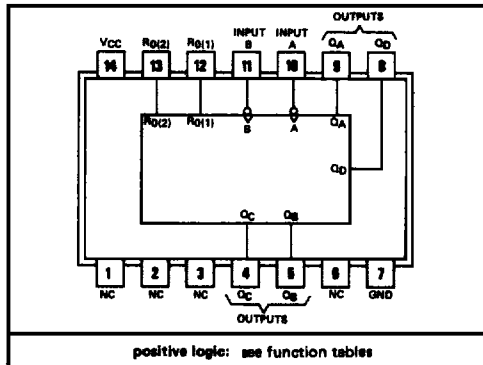 OUTPUTS
INPUT INPUT
VCC R0(2) R0(1) B A QA QD
14 13 12 11 10 9 8
R0(2) R0(1) B A QA
QD
QC QB
1 2 3 4 5 6 7
NC NC NC QC QB NC GND
OUTPUTS
positive logic: see function tables